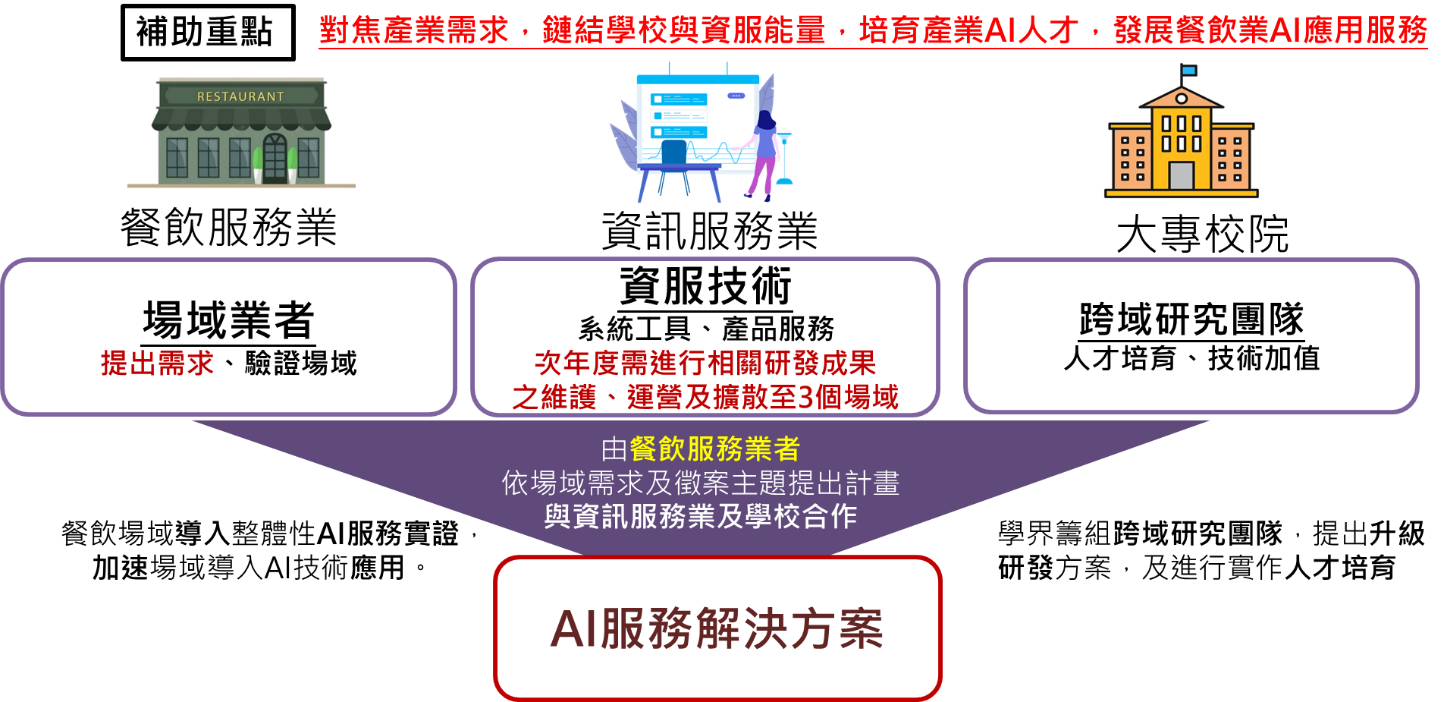 補助重點
對焦產業需求，鏈結學校與資服能量，培育產業AI人才，發展餐飲業AI應用服務
RESTAURANT
餐飲服務業
資訊服務業
大專校院
場域業者
提出需求、驗證場域
資服技術
系統工具、產品服務
次年度需進行相關研發成果
之維護、運營及擴散至3個場域
跨域研究團隊
人才培育、技術加值
由餐飲服務業者
依場域需求及徵案主題提出計畫
與資訊服務業及學校合作
餐飲場域導入整體性AI服務實證，
加速場域導入AI技術應用。
學界籌組跨域研究團隊，提出升級
研發方案，及進行實作人才培育
AI服務解決方案